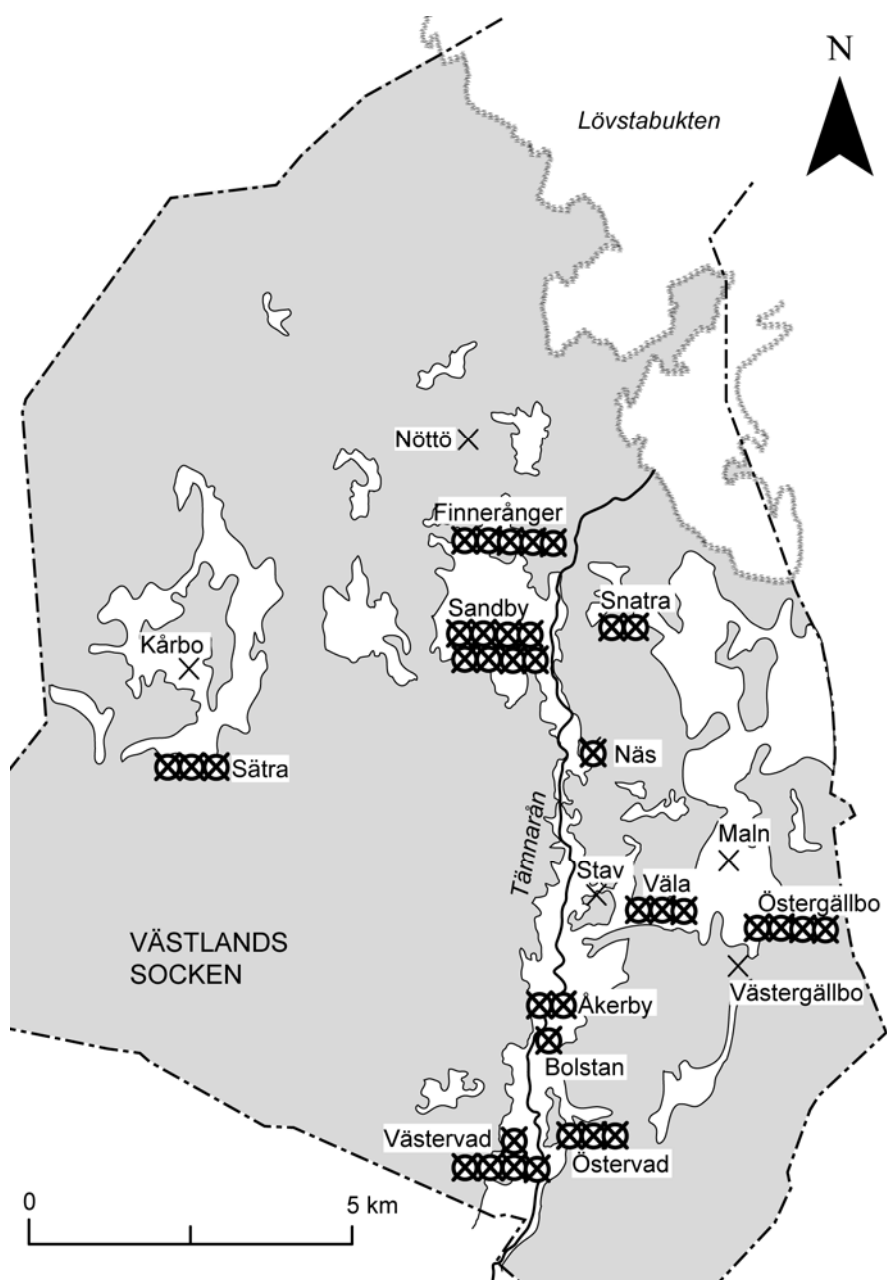 N
Lövstabukten
Nöttö
Finnerånger
Sandby
Snatra
Kårbo
Näs
Sätra
Tämnarån
Maln
Stav
Väla
Östergällbo
VÄSTLANDS
SOCKEN
Västergällbo
Åkerby
Bolstan
Västervad
Östervad
0
5 km